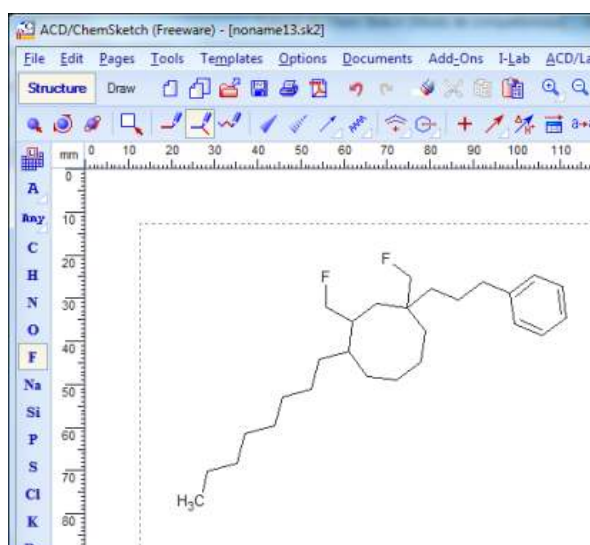 ACD/ChemSketch (Freeware) - [noname13.sk2]
File Edit Pages Tools Templates Options Documents Add-Ons I-Lab ACD/La
Structure Draw
mm 0 10 20 30 40 50 60 70 80 90 100 110
0
A
Any
10
C
20
H
N
30
O
40
F
Na
50
Si
60
P
S
70
Cl
80
K
F
F
H3C